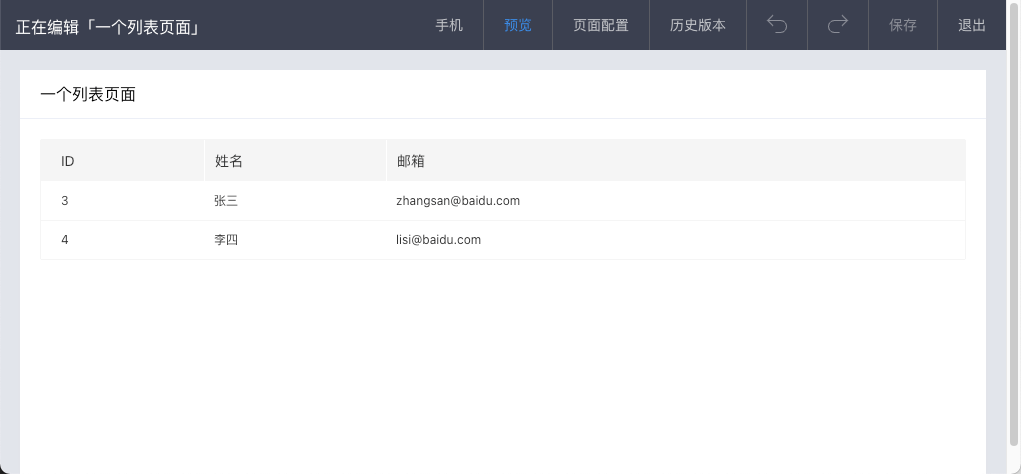 正在编辑「一个列表页面」 手机 预览 页面配置 历史版本 保存 退出
一个列表页面
ID 姓名 邮箱
3 张三 zhangsan@baidu.com
4 李四 lisi@baidu.com